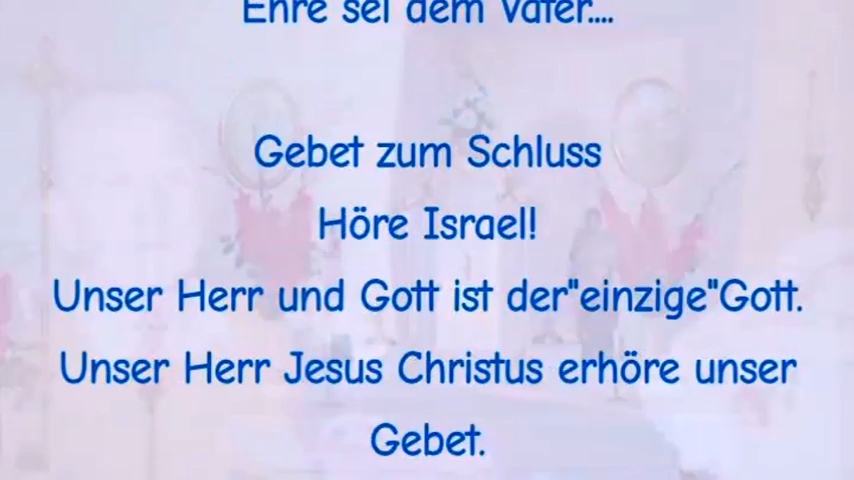 Ehre sei dem Vater....
Gebet zum Schluss
Höre Israel!
Unser Herr und Gott ist der"einzige"Gott.
Unser Herr Jesus Christus erhöre unser
Gebet.